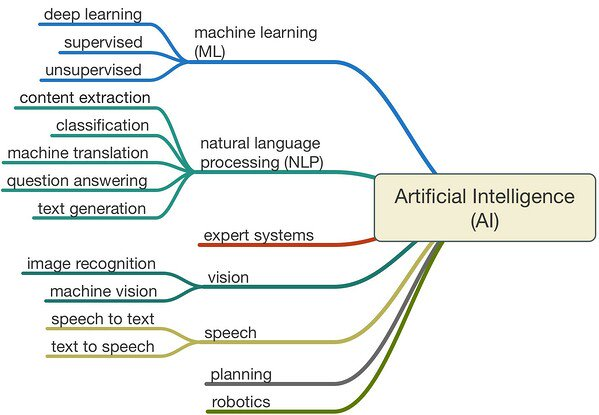 deep learning
supervised
unsupervised
machine learning
(ML)
content extraction
classification
machine translation
question answering
text generation
natural language
processing (NLP)
expert systems
image recognition
machine vision
vision
speech to text
text to speech
speech
planning
robotics
Artificial Intelligence
(AI)